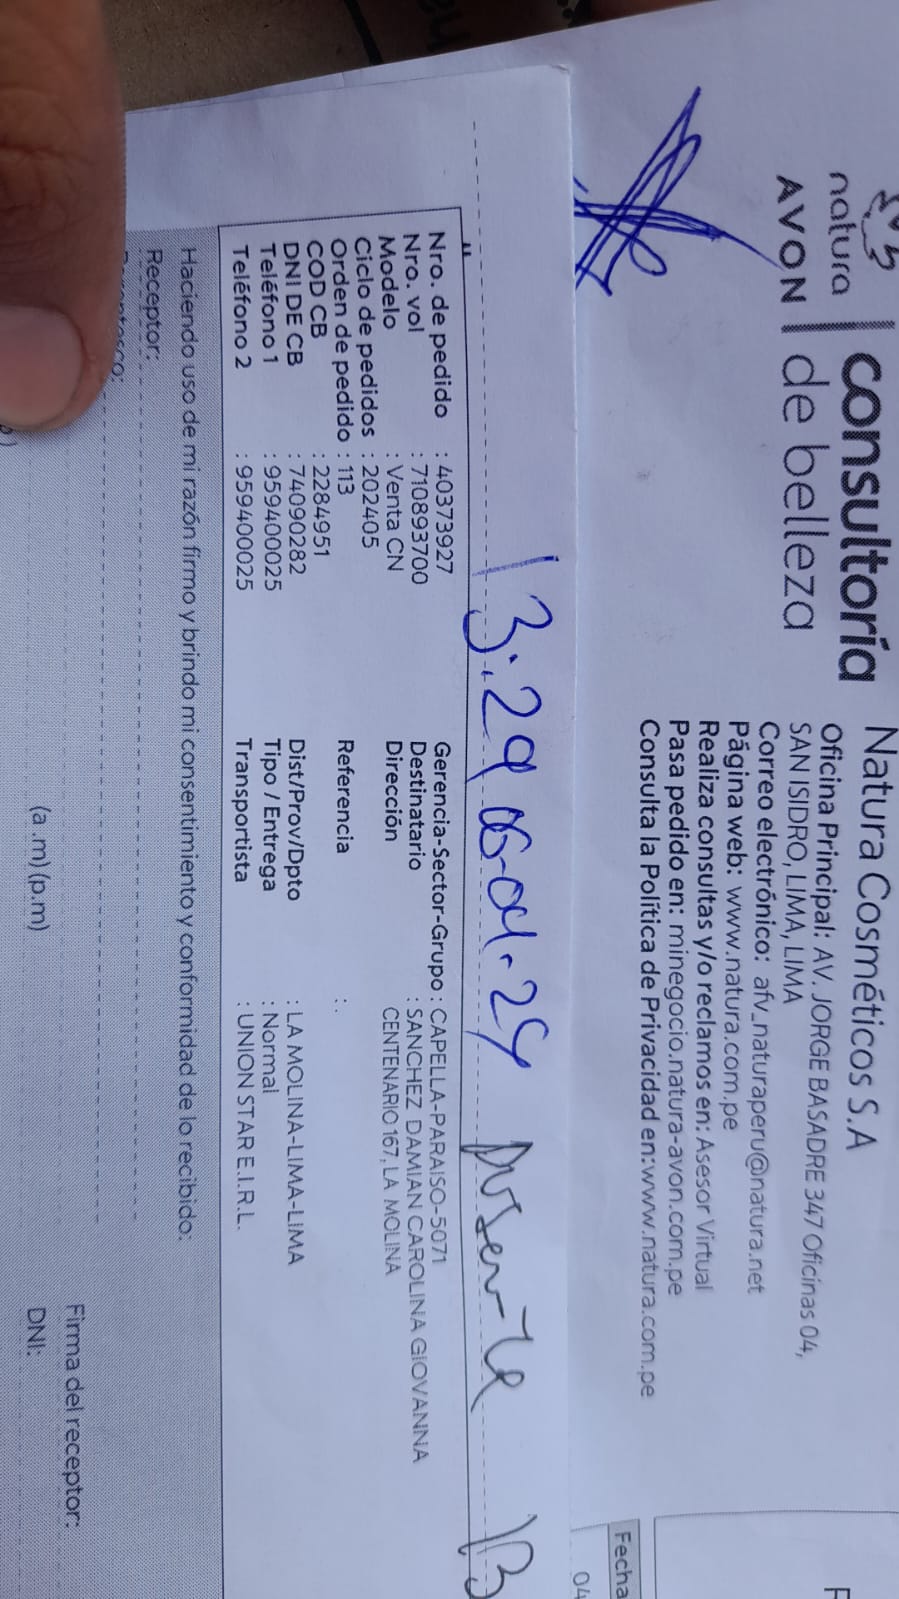 natura
AVON
consultoría
de belleza
Natura Cosméticos S.A
Oficina Principal: AV. JORGE BASADRE 347 Oficinas 04,
SAN ISIDRO, LIMA, LIMA
Correo electrónico: afv_naturaperu@natura.net
Página web: www.natura.com.pe
Realiza consultas y/o reclamos en: Asesor Virtual
Pasa pedido en: minegocio.natura-avon.com.pe
Consulta la Política de Privacidad en:www.natura.com.pe
Fecha
04
Ausente
Nro. de pedido : 40373927
Nro. vol : 710893700
Modelo : Venta CN
Ciclo de pedidos : 202405
Orden de pedido : 113
COD CB : 2284951
DNI DE CB : 74090282
Teléfono 1 : 959400025
Teléfono 2 : 959400025
Gerencia-Sector-Grupo : CAPELLA-PARAISO-5071
Destinatario : SANCHEZ DAMIAN CAROLINA GIOVANNA
Dirección CENTENARIO 167, LA MOLINA
Referencia : .
Dist/Prov/Dpto : LA MOLINA-LIMA-LIMA
Tipo / Entrega : Normal
Transportista : UNION STAR E.I.R.L.
Haciendo uso de mi razón firmo y brindo mi consentimiento y conformidad de lo recibido:
Receptor:
Firma del receptor:
(a .m) (p.m)
DNI: